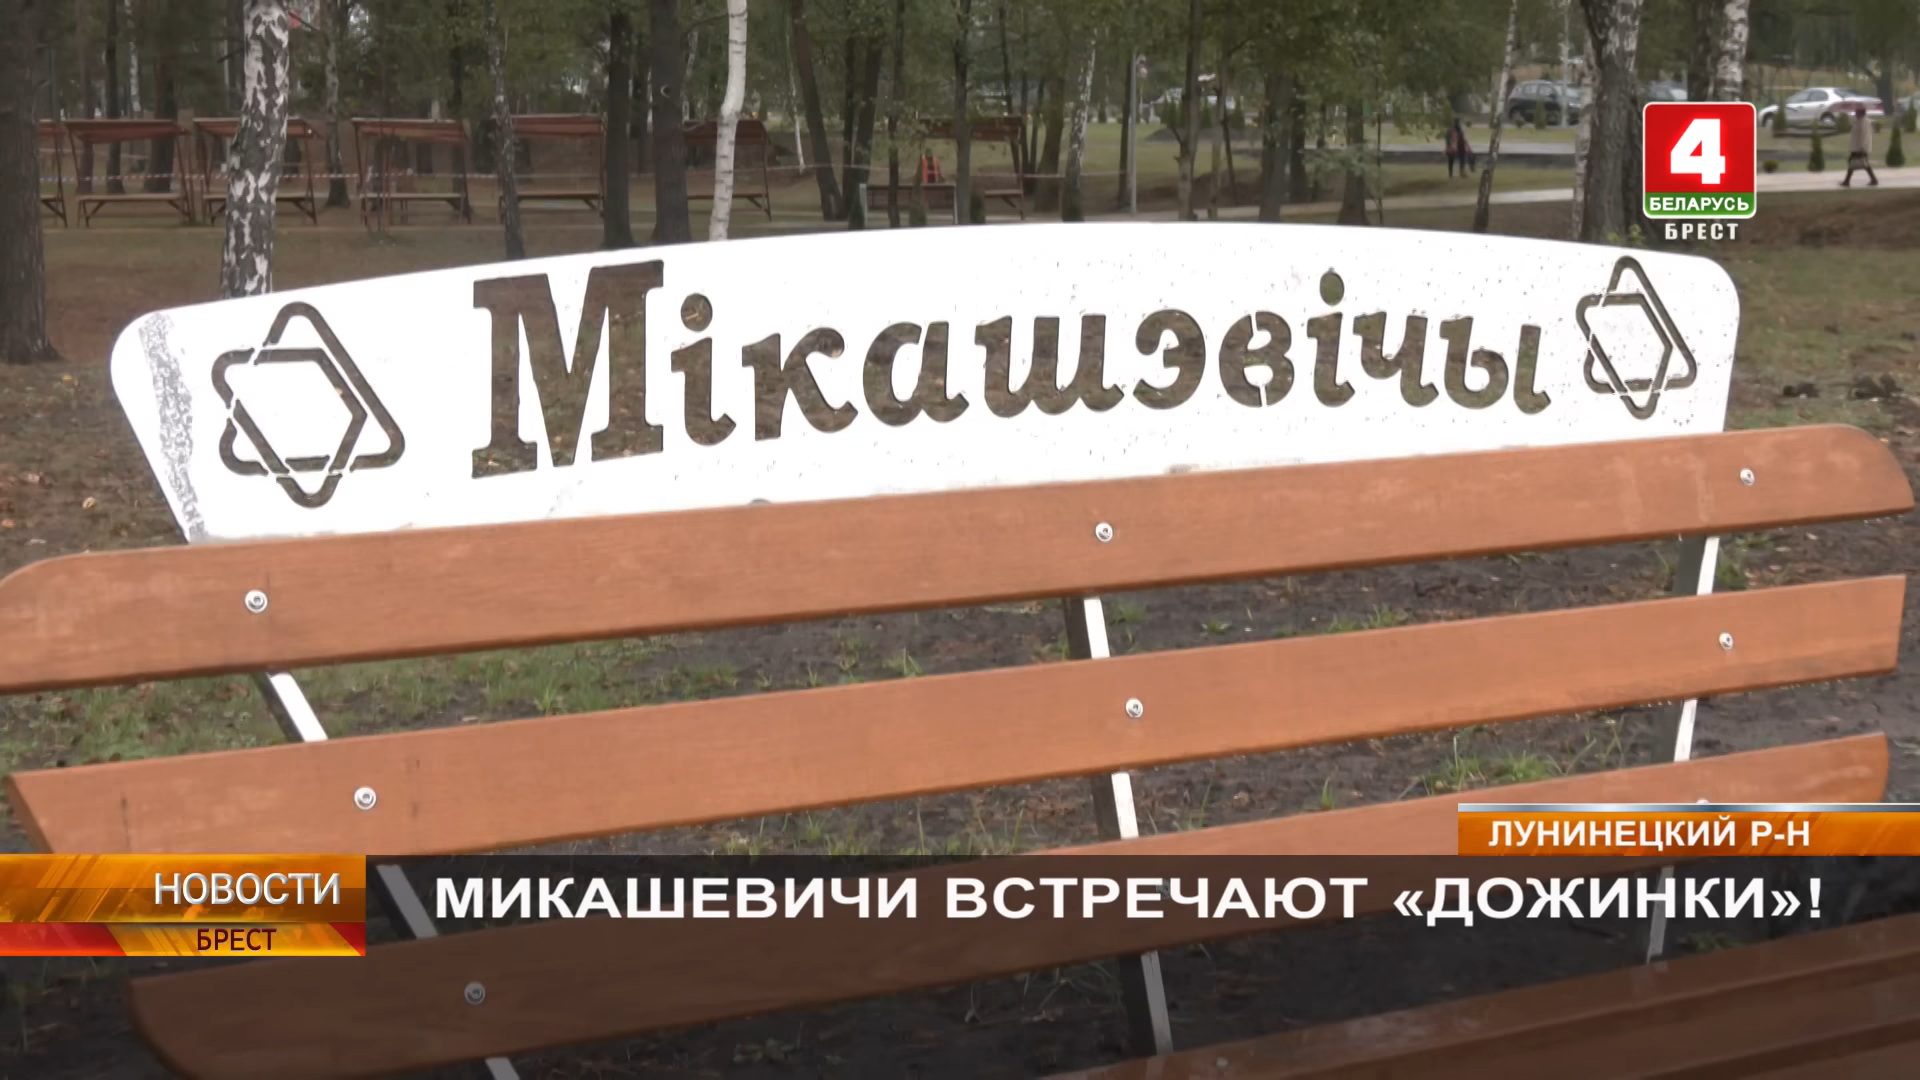 4
БЕЛАРУСЬ
БРЕСТ
Мікашэвічы
ЛУНИНЕЦКИЙ Р-Н
НОВОСТИ
БРЕСТ
МИКАШЕВИЧИ ВСТРЕЧАЮТ «ДОЖИНКИ»!